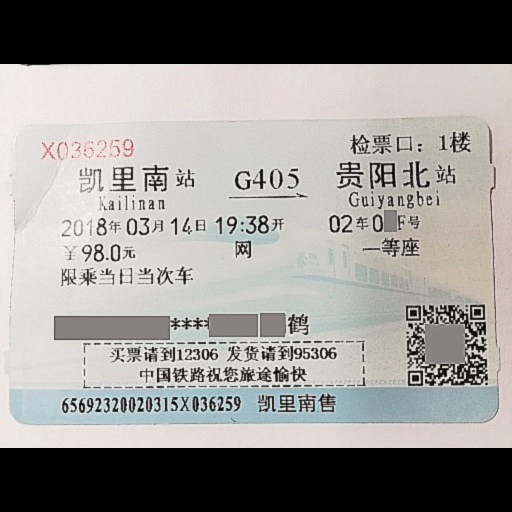 X036259 检票口：1楼
凯里南站 G405 贵阳北站
Kailinan Guiyangbei
2018年03月14日19:38开 02车0 F号
￥98.0元 网 一等座
限乘当日当次车
**** 鹤
买票请到12306 发货请到95306
中国铁路祝您旅途愉快
65692320020315X036259 凯里南售